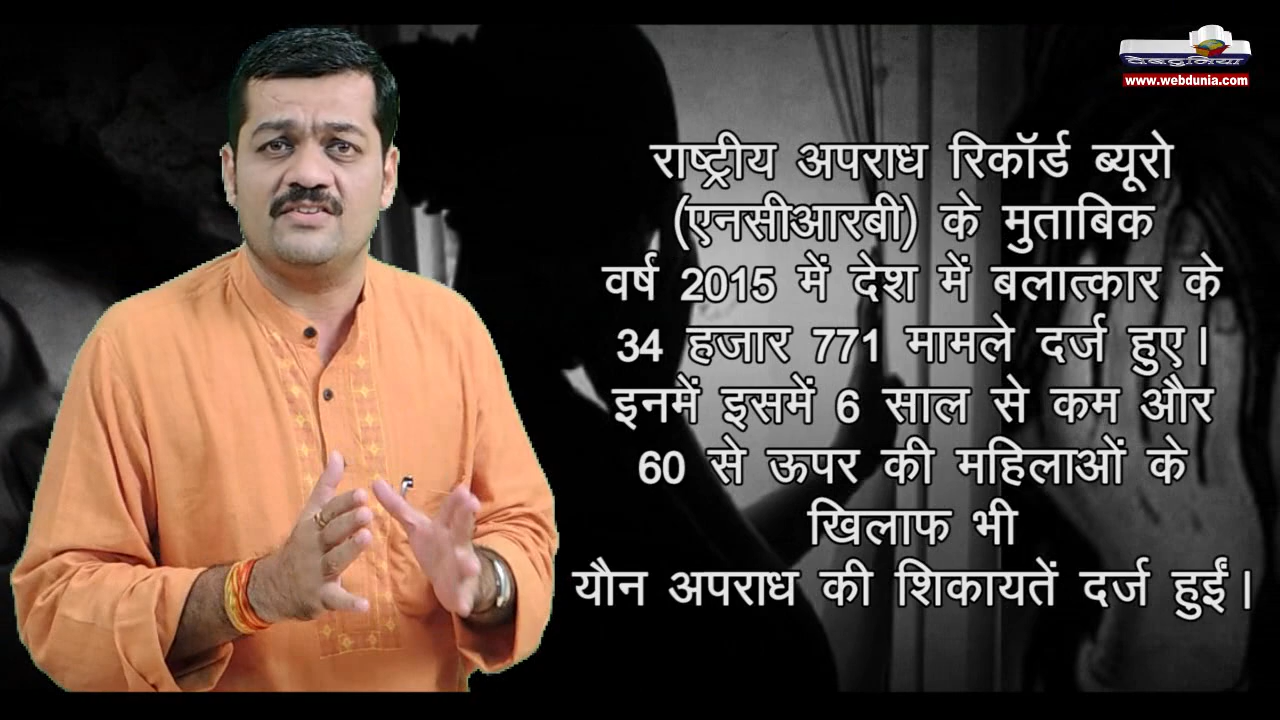 वेबदुनिया
www.webdunia.com
राष्ट्रीय अपराध रिकॉर्ड ब्यूरो
(एनसीआरबी) के मुताबिक
वर्ष 2015 में देश में बलात्कार के
34 हजार 771 मामले दर्ज हुए।
इनमें इसमें 6 साल से कम और
60 से ऊपर की महिलाओं के
खिलाफ भी
यौन अपराध की शिकायतें दर्ज हुईं।